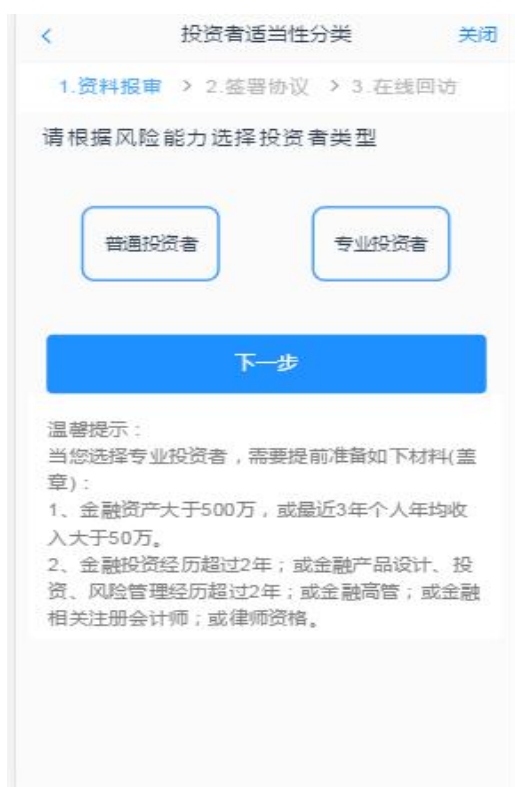 < 投资者适当性分类 关闭
1.资料报审 > 2.签署协议 > 3.在线回访
请根据风险能力选择投资者类型
普通投资者 专业投资者
下一步
温馨提示：
当您选择专业投资者，需要提前准备如下材料(盖
章)：
1、金融资产大于500万，或最近3年个人年均收
入大于50万。
2、金融投资经历超过2年；或金融产品设计、投
资、风险管理经历超过2年；或金融高管；或金融
相关注册会计师；或律师资格。